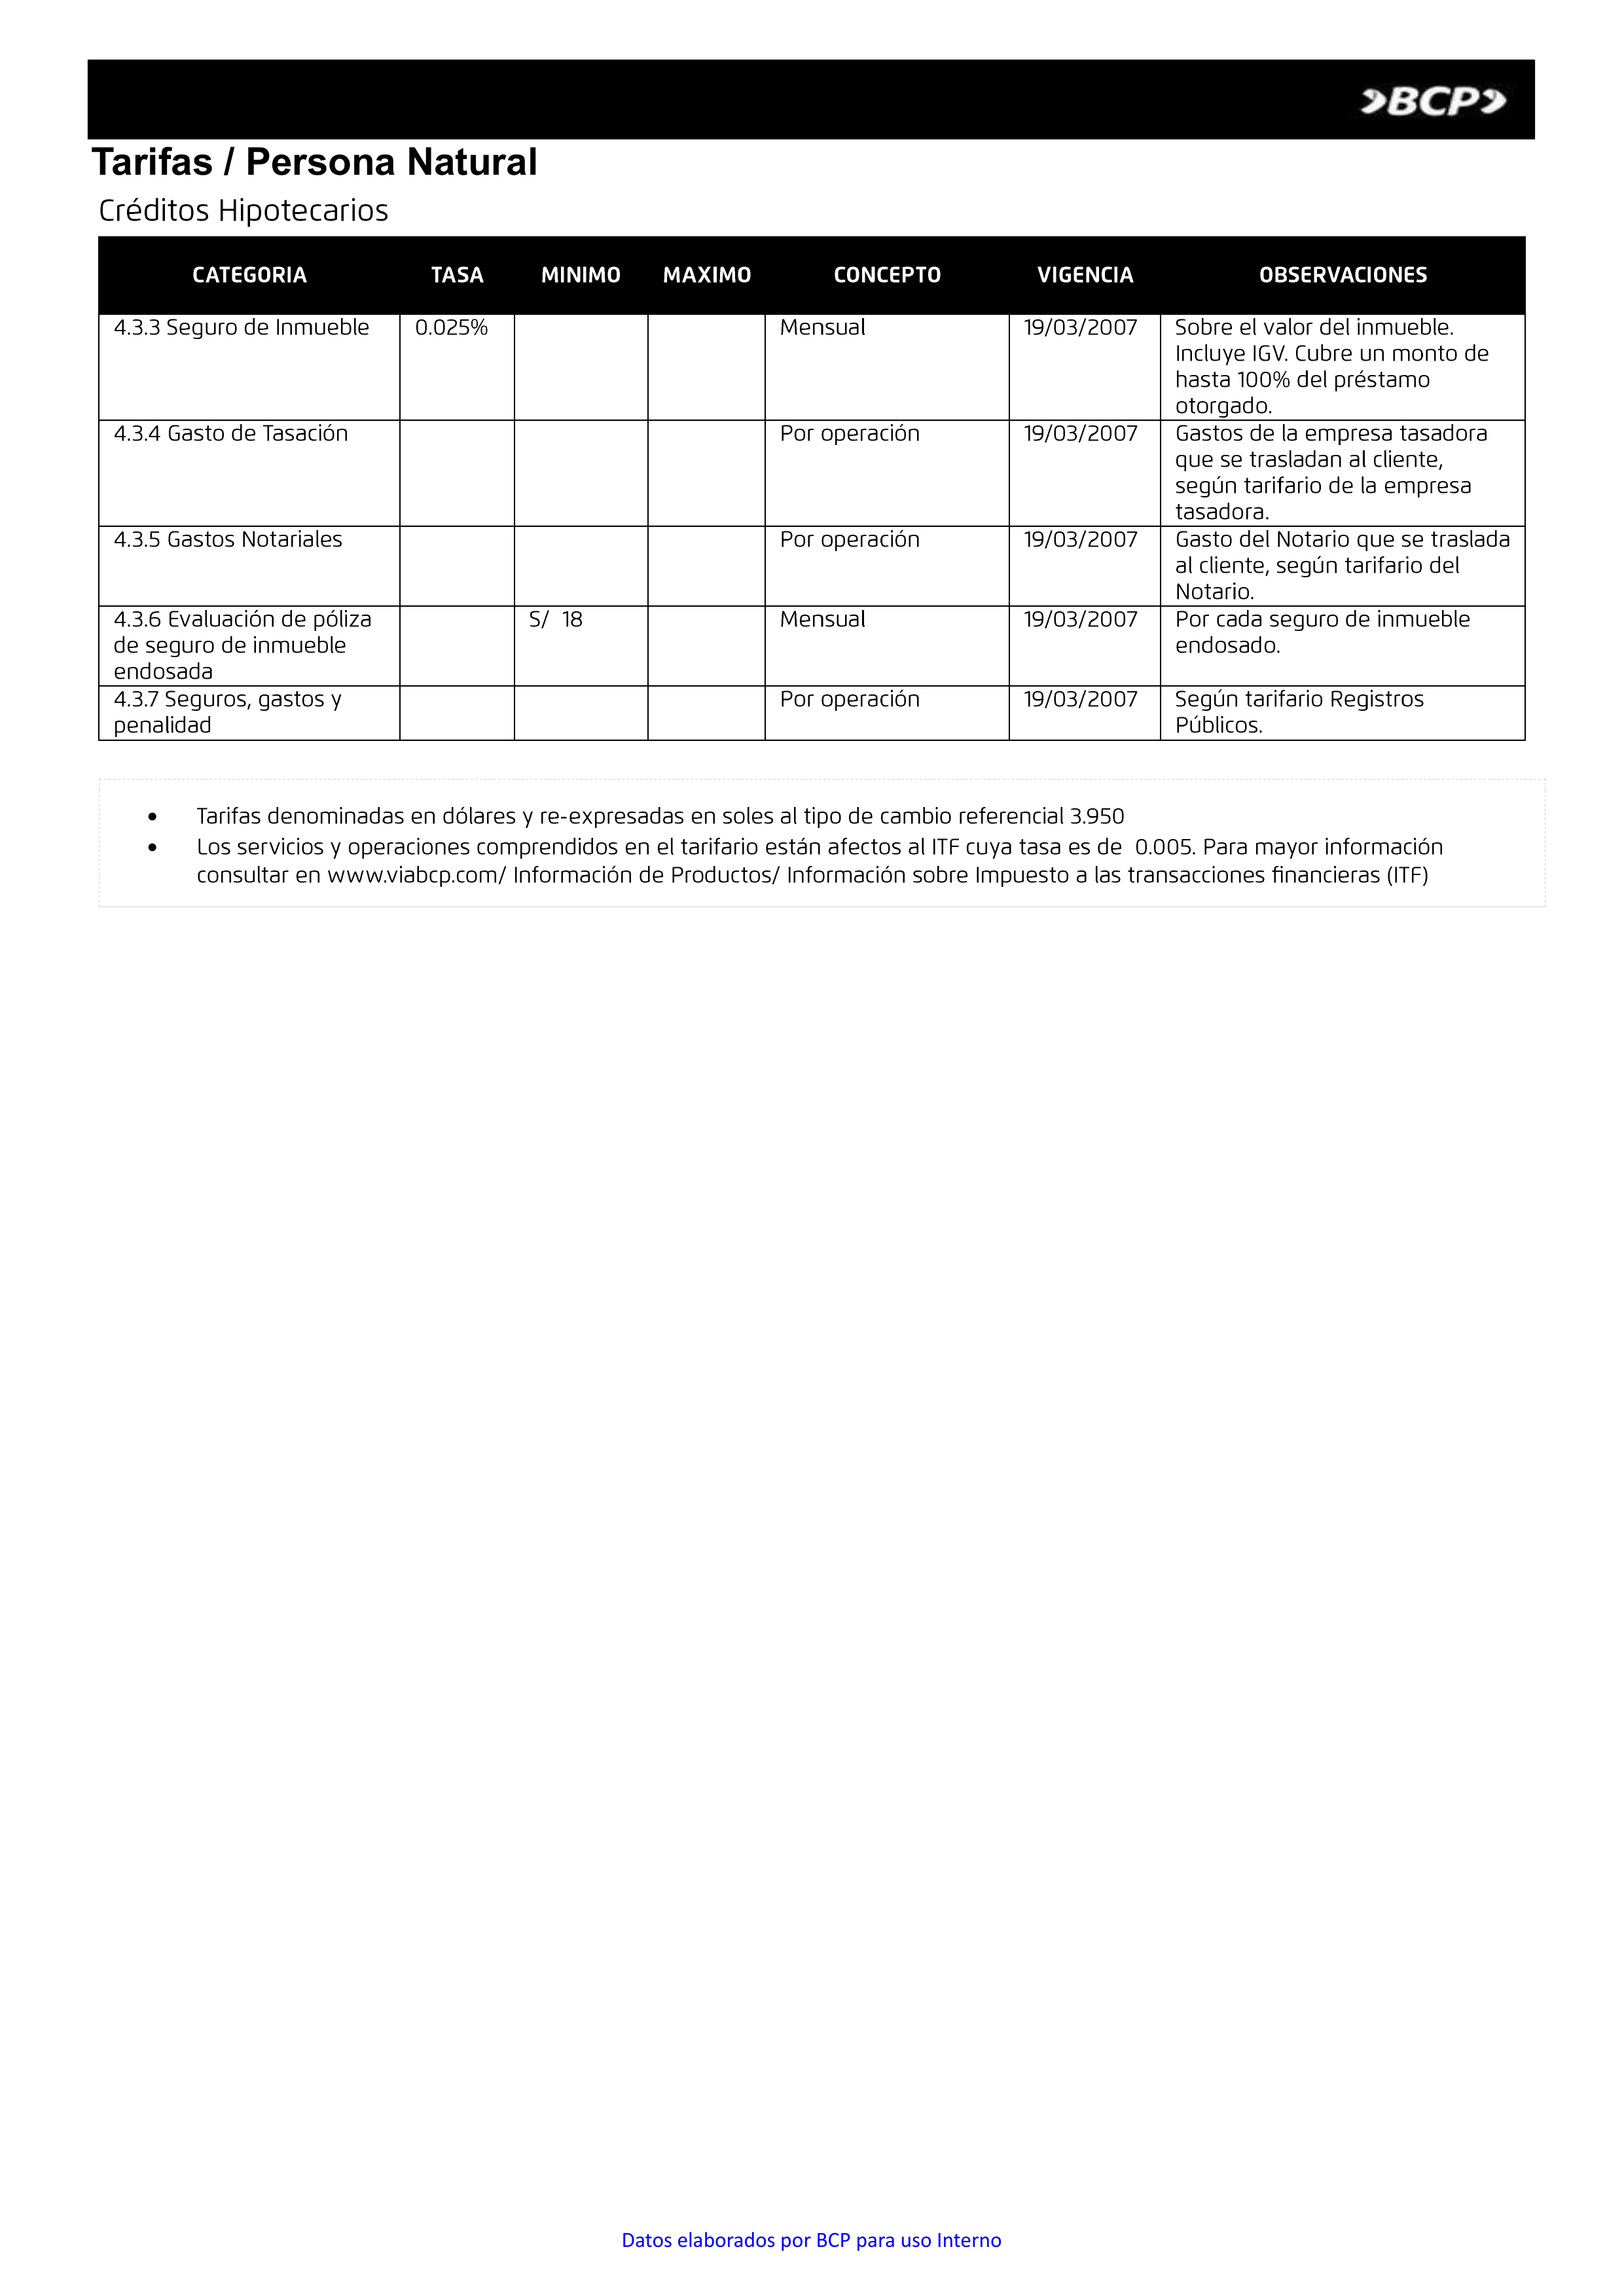 BCP
Tarifas / Persona Natural
Créditos Hipotecarios
CATEGORIA TASA MINIMO MAXIMO CONCEPTO VIGENCIA OBSERVACIONES
4.3.3 Seguro de Inmueble 0.025% Mensual 19/03/2007 Sobre el valor del inmueble.
Incluye IGV. Cubre un monto de
hasta 100% del préstamo
otorgado.
4.3.4 Gasto de Tasación Por operación 19/03/2007 Gastos de la empresa tasadora
que se trasladan al cliente,
según tarifario de la empresa
tasadora.
4.3.5 Gastos Notariales Por operación 19/03/2007 Gasto del Notario que se traslada
al cliente, según tarifario del
Notario.
4.3.6 Evaluación de póliza S/ 18 Mensual 19/03/2007 Por cada seguro de inmueble
de seguro de inmueble endosado.
endosada
4.3.7 Seguros, gastos y Por operación 19/03/2007 Según tarifario Registros
penalidad Públicos.
• Tarifas denominadas en dólares y re-expresadas en soles al tipo de cambio referencial 3.950
• Los servicios y operaciones comprendidos en el tarifario están afectos al ITF cuya tasa es de 0.005. Para mayor información
consultar en www.viabcp.com/ Información de Productos/ Información sobre Impuesto a las transacciones financieras (ITF)
Datos elaborados por BCP para uso Interno